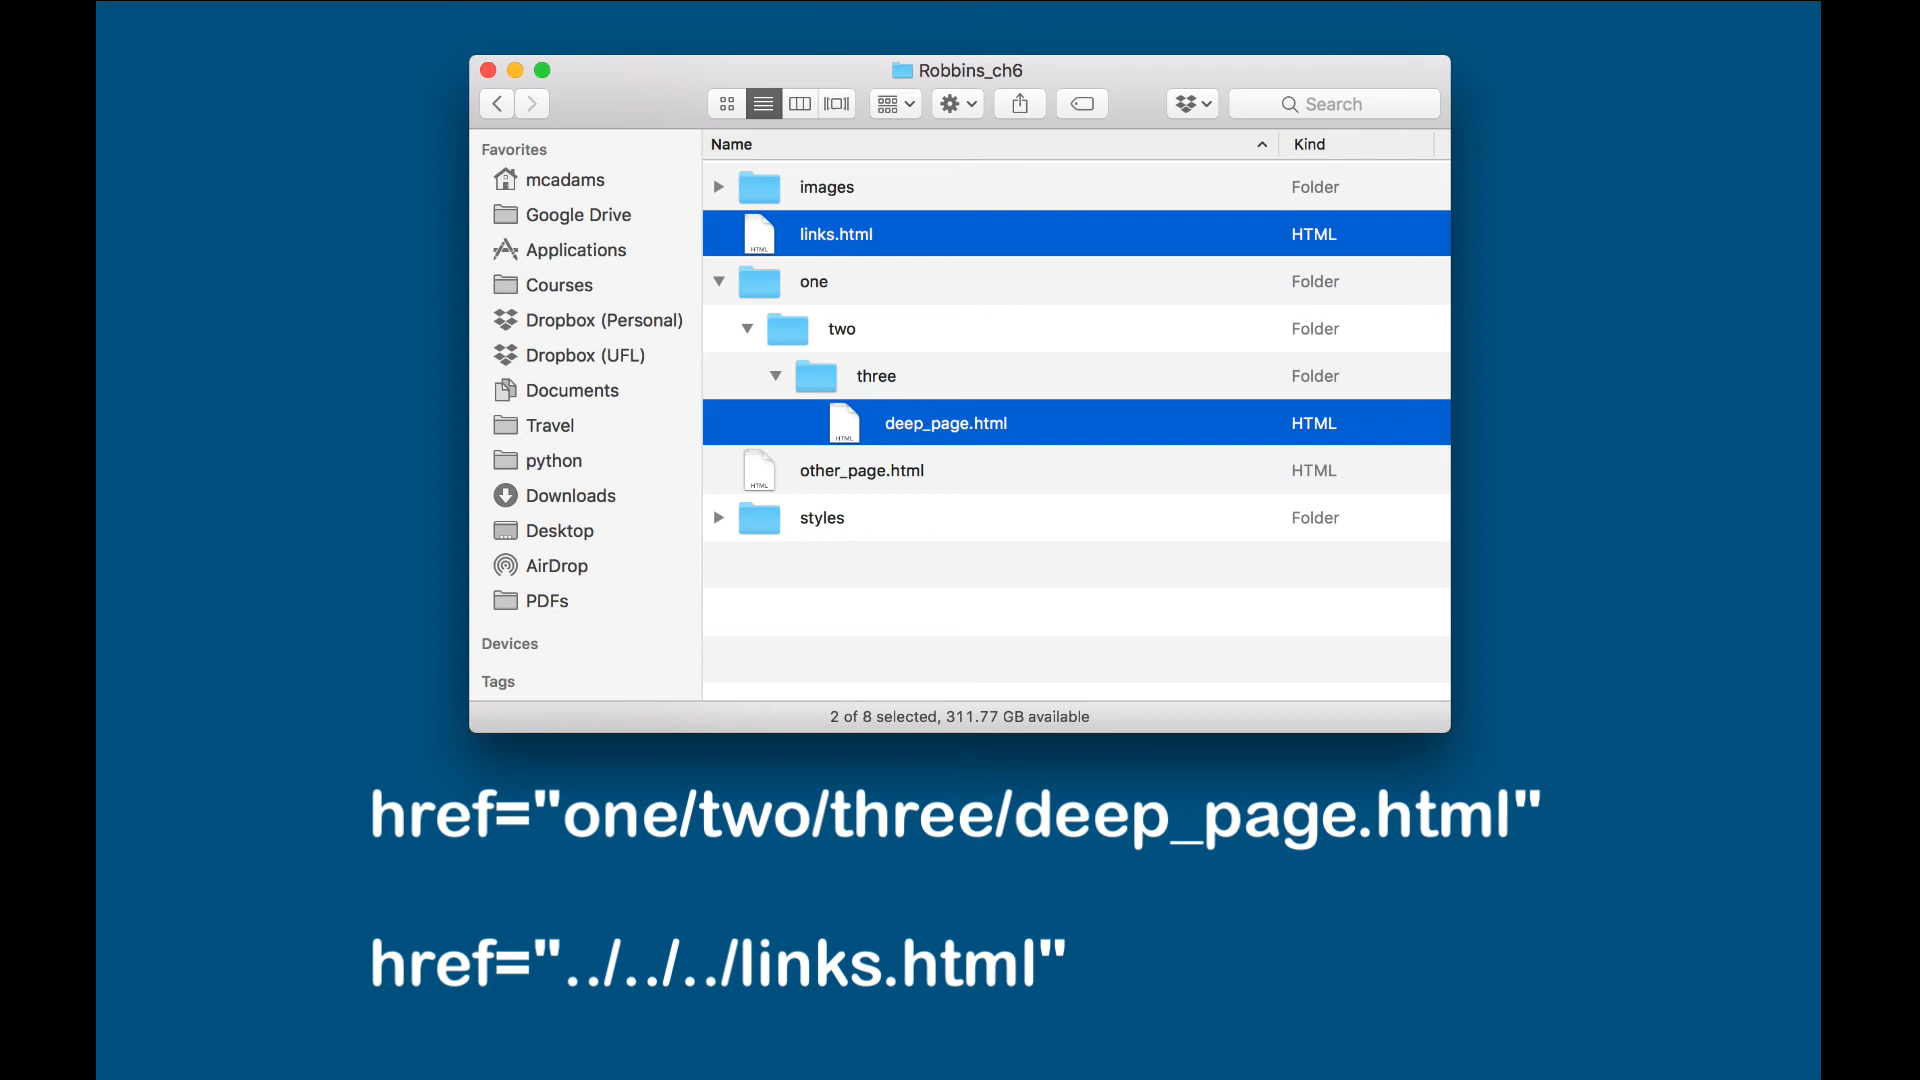 Robbins_ch6
Search
Favorites
mcadams
Google Drive
Applications
Courses
Dropbox (Personal)
Dropbox (UFL)
Documents
Travel
python
Downloads
Desktop
AirDrop
PDFs
Devices
Tags
Name Kind
images Folder
HTML links.html HTML
one Folder
two Folder
three Folder
HTML deep_page.html HTML
HTML other_page.html HTML
styles Folder
2 of 8 selected, 311.77 GB available
href="one/two/three/deep_page.html"
href="../../../links.html"